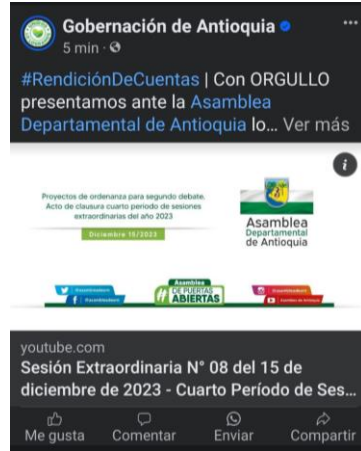 Gobernación de Antioquia
5 min ·
#RendiciónDeCuentas | Con ORGULLO
presentamos ante la Asamblea
Departamental de Antioquia lo... Ver más
Proyectos de ordenanza para segundo debate.
Acto de clausura cuarto periodo de sesiones
extraordinarias del año 2023
Diciembre 15/2023
Asamblea
Departamental
de Antioquia
Asamblea
DE PUERTAS
ABIERTAS
youtube.com
Sesión Extraordinaria N° 08 del 15 de
diciembre de 2023 - Cuarto Período de Ses...
Me gusta
Comentar
Enviar
Compartir